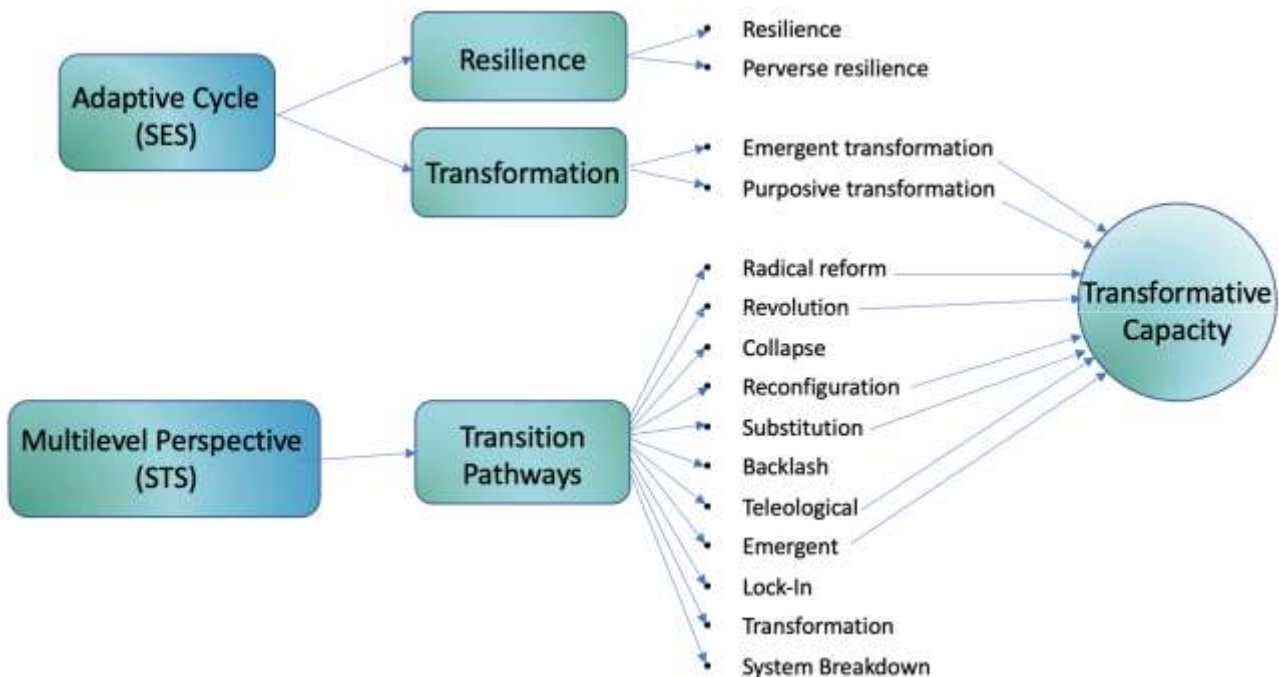 Adaptive Cycle
(SES)
Resilience
Transformation
Resilience
Perverse resilience
Emergent transformation
Purposive transformation
Multilevel Perspective
(STS)
Transition
Pathways
Radical reform
Revolution
Collapse
Reconfiguration
Substitution
Backlash
Teleological
Emergent
Lock-In
Transformation
System Breakdown
Transformative
Capacity